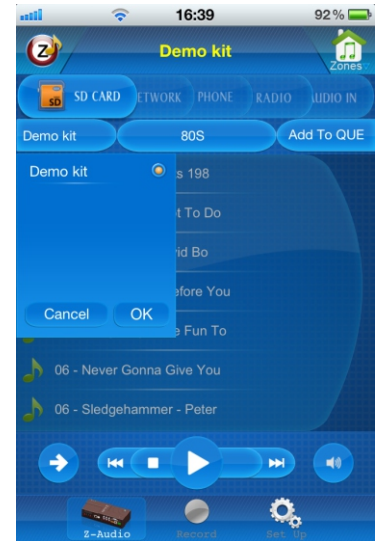 16:39 92%
Z Demo kit Zones
SD SD CARD ETWORK PHONE RADIO UDIO IN
Demo kit 80S Add To QUE
Demo kit s 198
t To Do
id Bo
efore You
Cancel OK e Fun To
06 - Never Gonna Give You
06 - Sledgehammer - Peter
Z-Audio Record Set Up